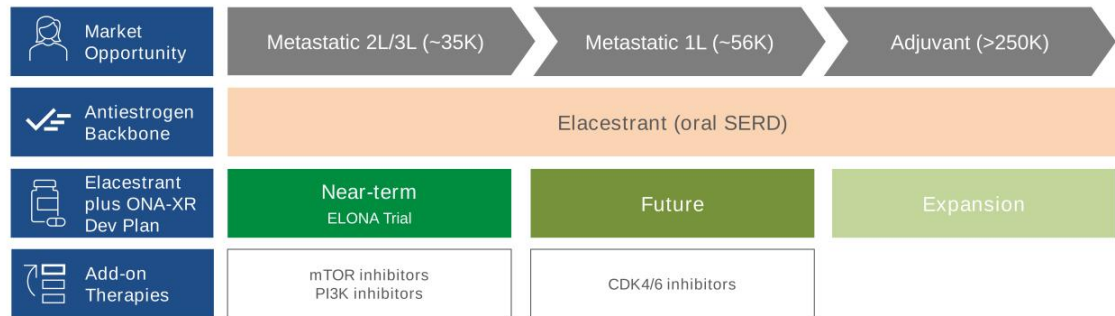 Market
Opportunity
Metastatic 2L/3L (~35K)
Metastatic 1L (~56K)
Adjuvant (>250K)
Antiestrogen
Backbone
Elacestrant (oral SERD)
Elacestrant
plus ONA-XR
Dev Plan
Near-term
ELONA Trial
Future
Expansion
Add-on
Therapies
mTOR inhibitors
PI3K inhibitors
CDK4/6 inhibitors